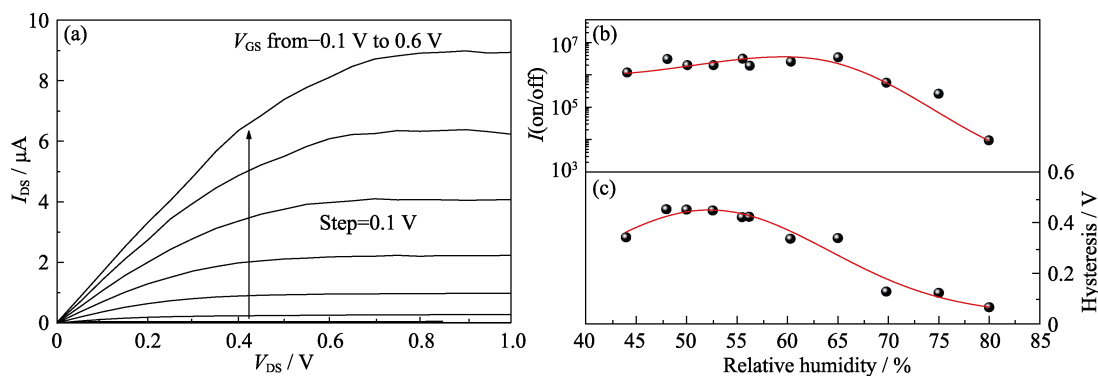 (a)
V_GS from−0.1 V to 0.6 V
Step=0.1 V
10
8
6
4
2
0
I_DS / μA
0
0.2
0.4
0.6
0.8
1.0
V_DS / V
(b)
10^7
10^5
10^3
I(on/off)
(c)
0.6
0.4
0.2
0
Hysteresis / V
40
45
50
55
60
65
70
75
80
85
Relative humidity / %